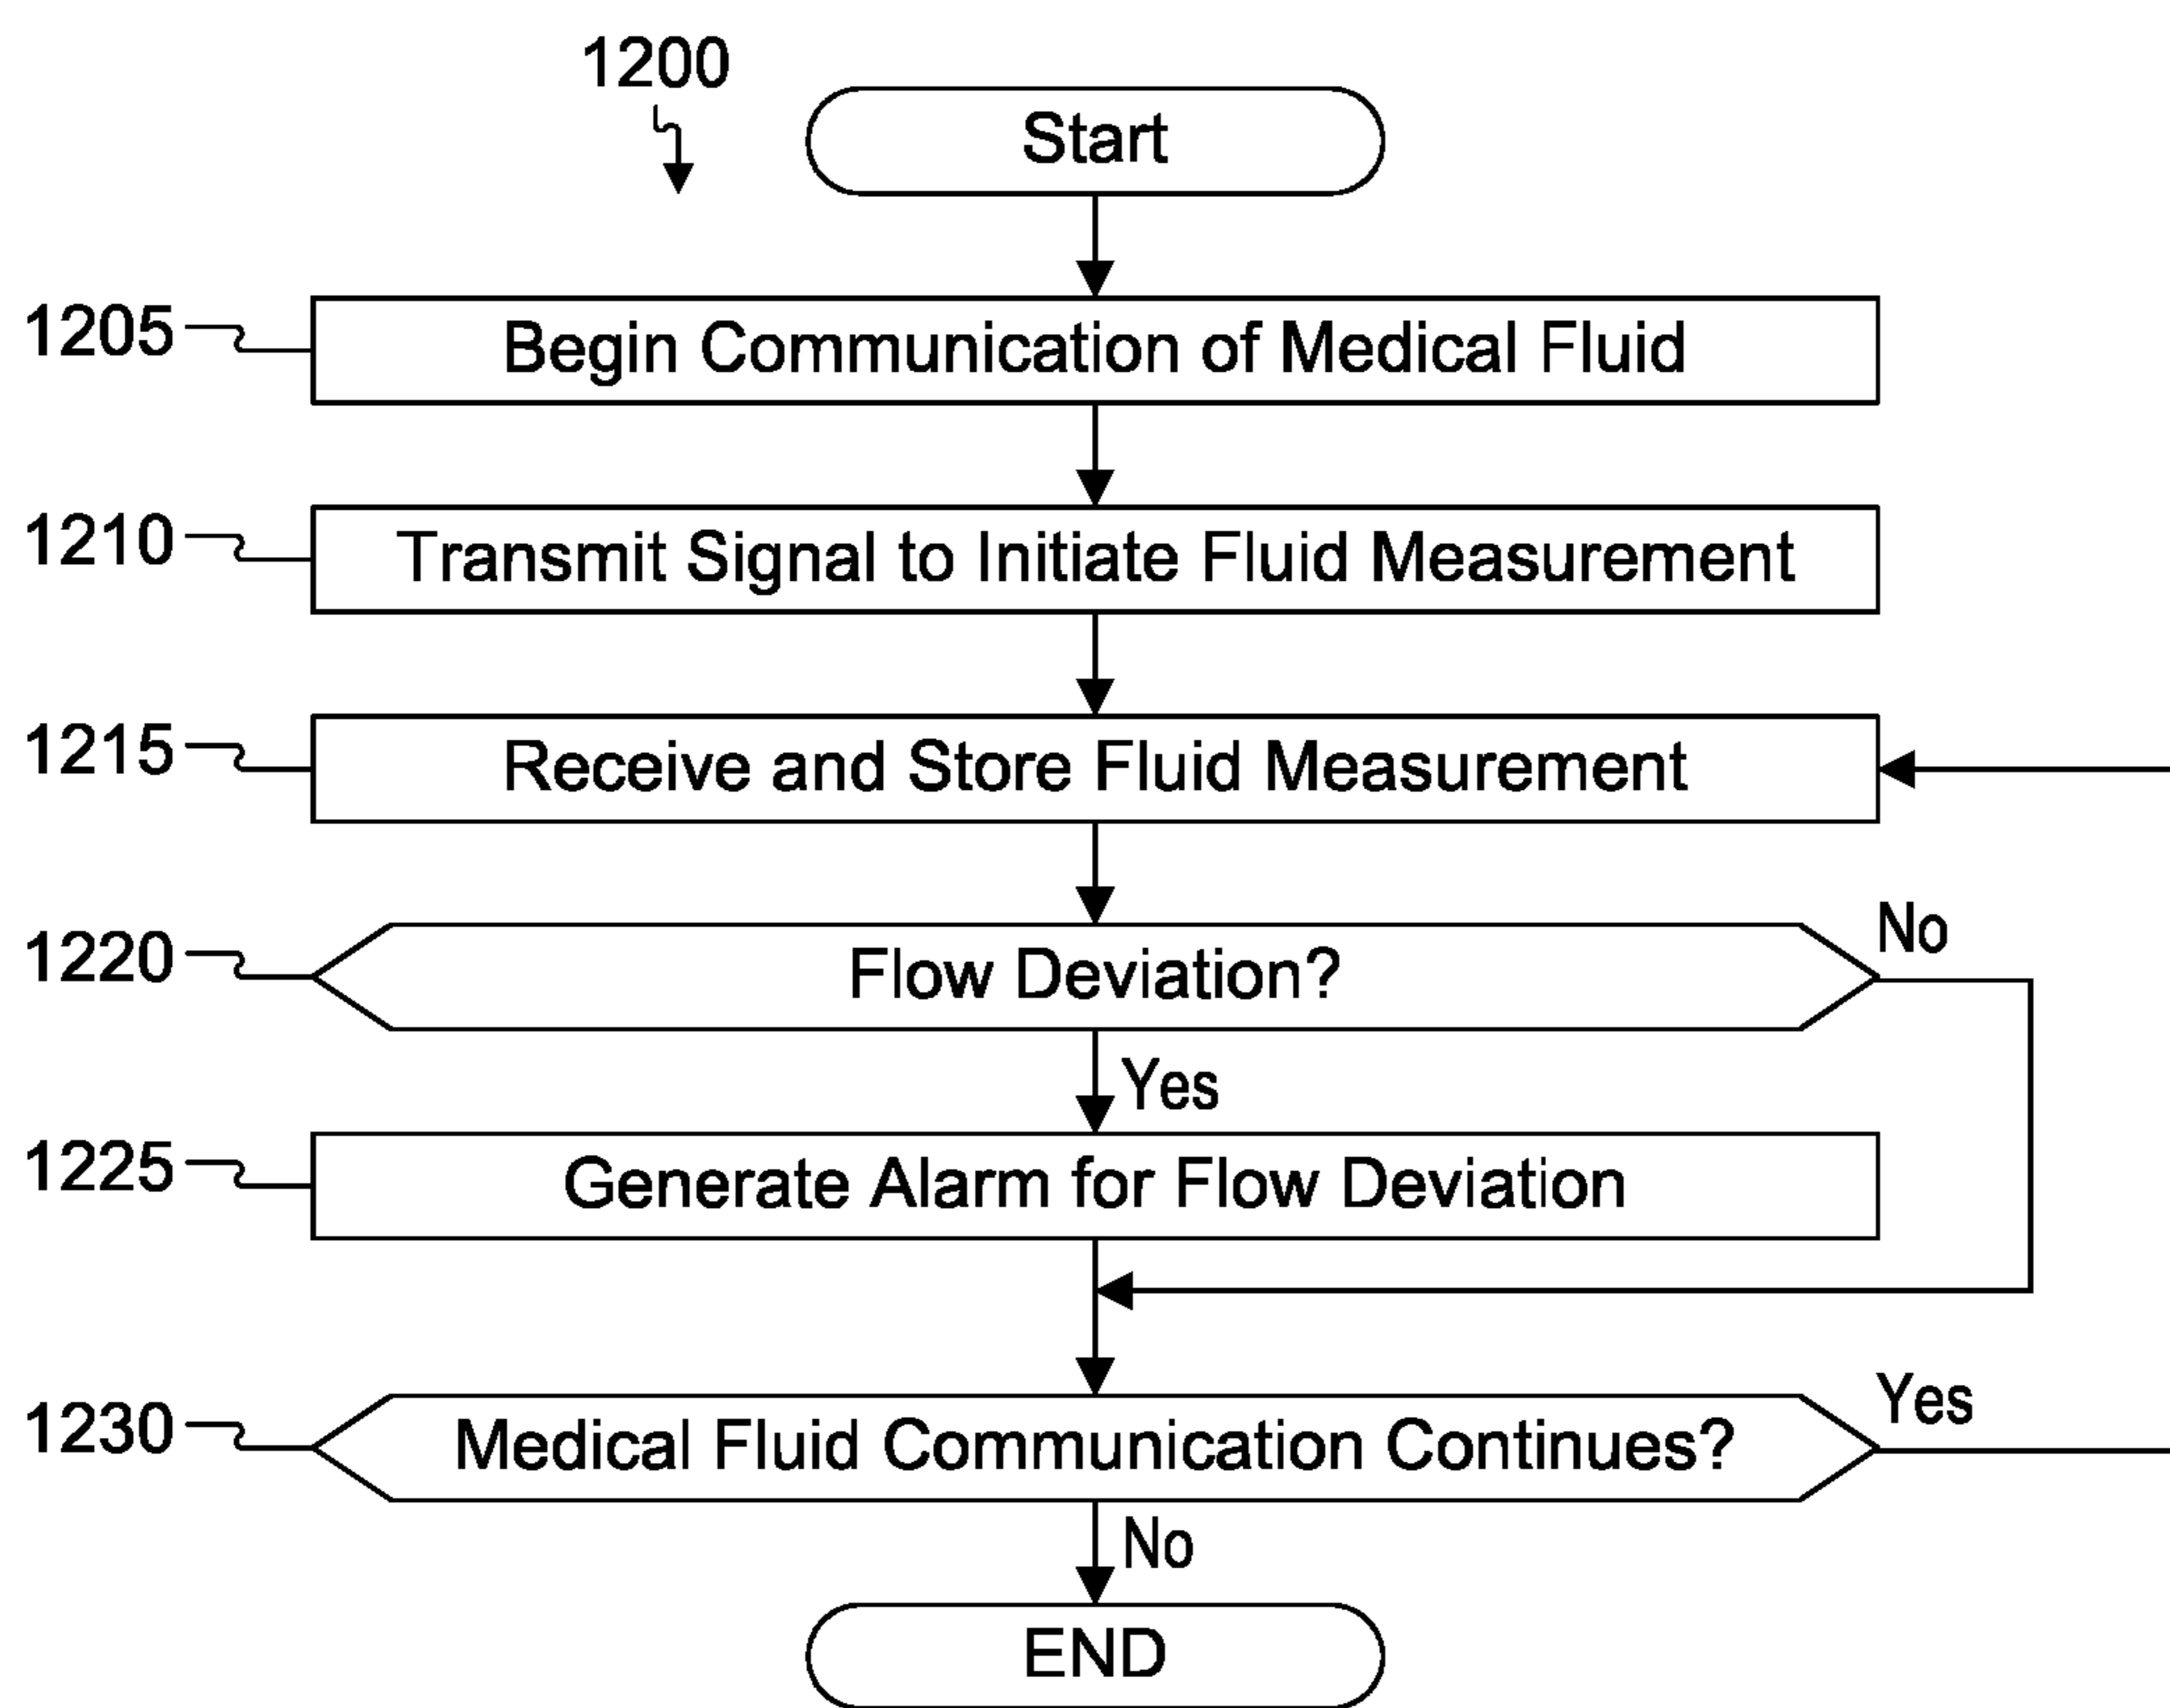 1200
Start
1205
Begin Communication of Medical Fluid
1210
Transmit Signal to Initiate Fluid Measurement
1215
Receive and Store Fluid Measurement
1220
Flow Deviation?
No
Yes
1225
Generate Alarm for Flow Deviation
1230
Medical Fluid Communication Continues?
Yes
No
END